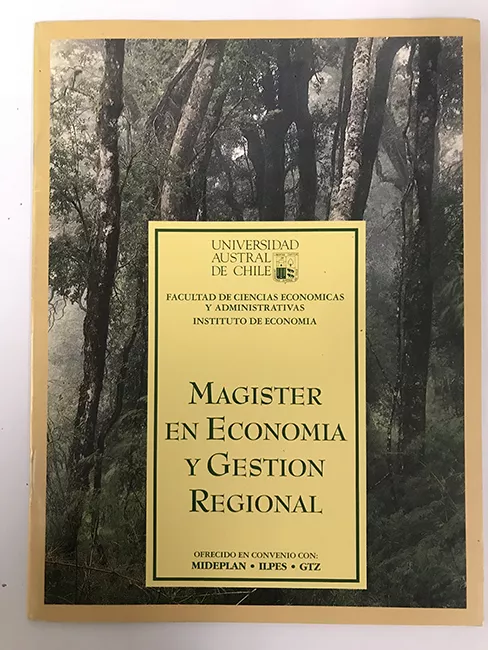 UNIVERSIDAD
AUSTRAL
DE CHILE
FACULTAD DE CIENCIAS ECONOMICAS
Y ADMINISTRATIVAS
INSTITUTO DE ECONOMIA
MAGISTER
EN ECONOMIA
Y GESTION
REGIONAL
OFRECIDO EN CONVENIO CON:
MIDEPLAN • ILPES • GTZ